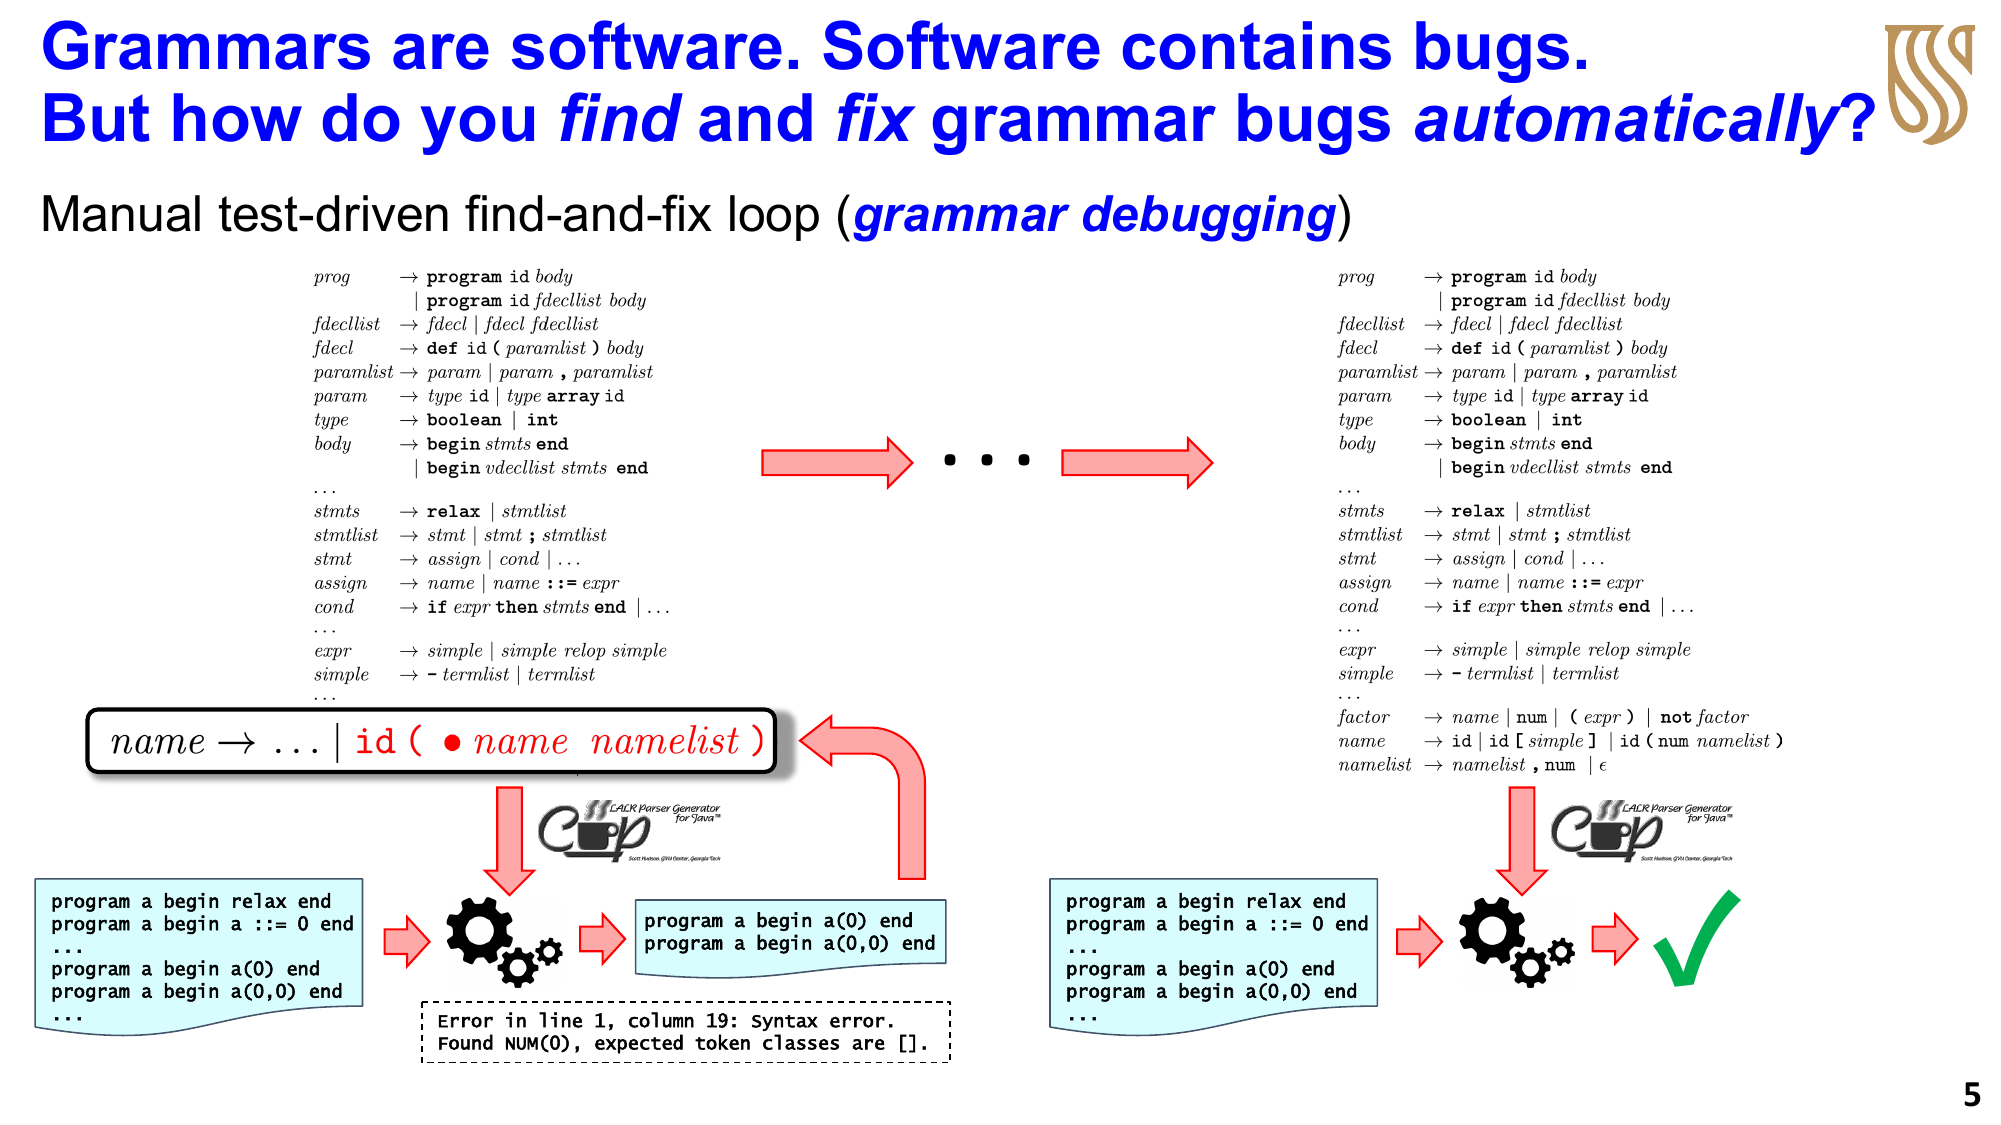 Grammars are software. Software contains bugs.
But how do you find and fix grammar bugs automatically?
Manual test-driven find-and-fix loop (grammar debugging)
prog → program id body
| program id fdecllist body
fdecllist → fdecl | fdecl fdecllist
fdecl → def id ( paramlist ) body
paramlist → param | param , paramlist
param → type id | type array id
type → boolean | int
body → begin stmts end
| begin vdecllist stmts end
...
stmts → relax | stmtlist
stmtlist → stmt | stmt ; stmtlist
stmt → assign | cond | ...
assign → name | name ::= expr
cond → if expr then stmts end | ...
...
expr → simple | simple relop simple
simple → - termlist | termlist
...
name → ... | id ( • name namelist )
LALR Parser Generator
for Java™
Cup
Scott Hudson, GVU Center, Georgia Tech
program a begin relax end
program a begin a ::= 0 end
...
program a begin a(0) end
program a begin a(0,0) end
...
program a begin a(0) end
program a begin a(0,0) end
Error in line 1, column 19: Syntax error.
Found NUM(0), expected token classes are [].
. . .
prog → program id body
| program id fdecllist body
fdecllist → fdecl | fdecl fdecllist
fdecl → def id ( paramlist ) body
paramlist → param | param , paramlist
param → type id | type array id
type → boolean | int
body → begin stmts end
| begin vdecllist stmts end
...
stmts → relax | stmtlist
stmtlist → stmt | stmt ; stmtlist
stmt → assign | cond | ...
assign → name | name ::= expr
cond → if expr then stmts end | ...
...
expr → simple | simple relop simple
simple → - termlist | termlist
...
factor → name | num | ( expr ) | not factor
name → id | id [ simple ] | id ( num namelist )
namelist → namelist , num | ϵ
LALR Parser Generator
for Java™
Cup
Scott Hudson, GVU Center, Georgia Tech
program a begin relax end
program a begin a ::= 0 end
...
program a begin a(0) end
program a begin a(0,0) end
...
5